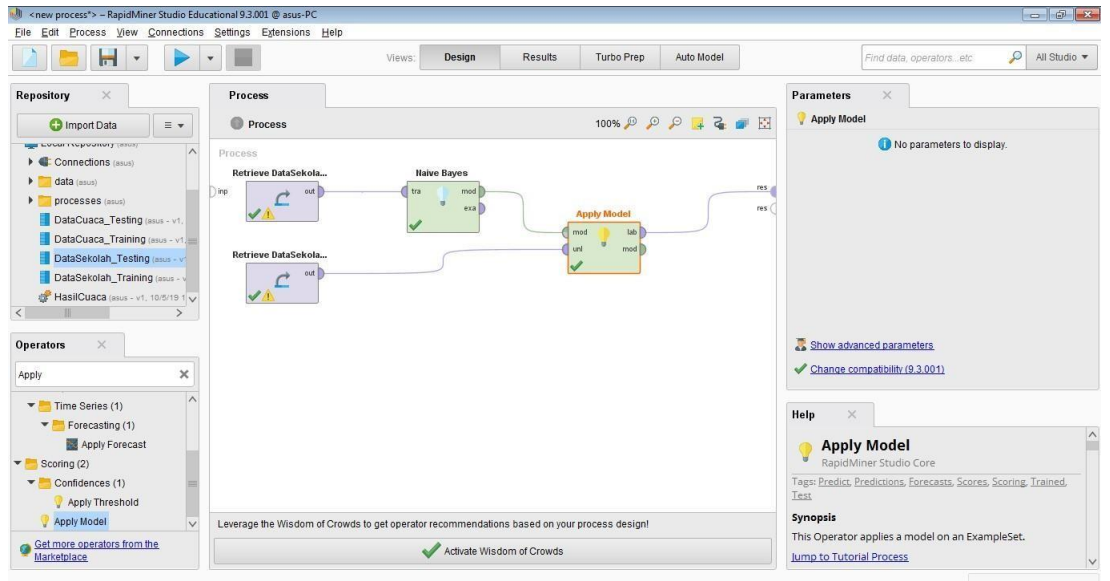 <new process*> – RapidMiner Studio Educational 9.3.001 @ asus-PC
File Edit Process View Connections Settings Extensions Help
Views: Design Results Turbo Prep Auto Model
Find data, operators...etc
All Studio
Repository
Import Data
Local Repository (asus)
Connections (asus)
data (asus)
processes (asus)
DataCuaca_Testing (asus - v1,
DataCuaca_Training (asus - v1,
DataSekolah_Testing (asus - v
DataSekolah_Training (asus - v
HasilCuaca (asus - v1, 10/5/19 1
Operators
Apply
Time Series (1)
Forecasting (1)
Apply Forecast
Scoring (2)
Confidences (1)
Apply Threshold
Apply Model
Get more operators from the
Marketplace
Process
Process
100%
Process
inp
Retrieve DataSekola...
out
Naive Bayes
tra
mod
exa
Retrieve DataSekola...
out
Apply Model
mod
lab
unl
mod
res
res
Leverage the Wisdom of Crowds to get operator recommendations based on your process design!
Activate Wisdom of Crowds
Parameters
Apply Model
No parameters to display.
Show advanced parameters
Change compatibility (9.3.001)
Help
Apply Model
RapidMiner Studio Core
Tags: Predict, Predictions, Forecasts, Scores, Scoring, Trained,
Test
Synopsis
This Operator applies a model on an ExampleSet.
Jump to Tutorial Process